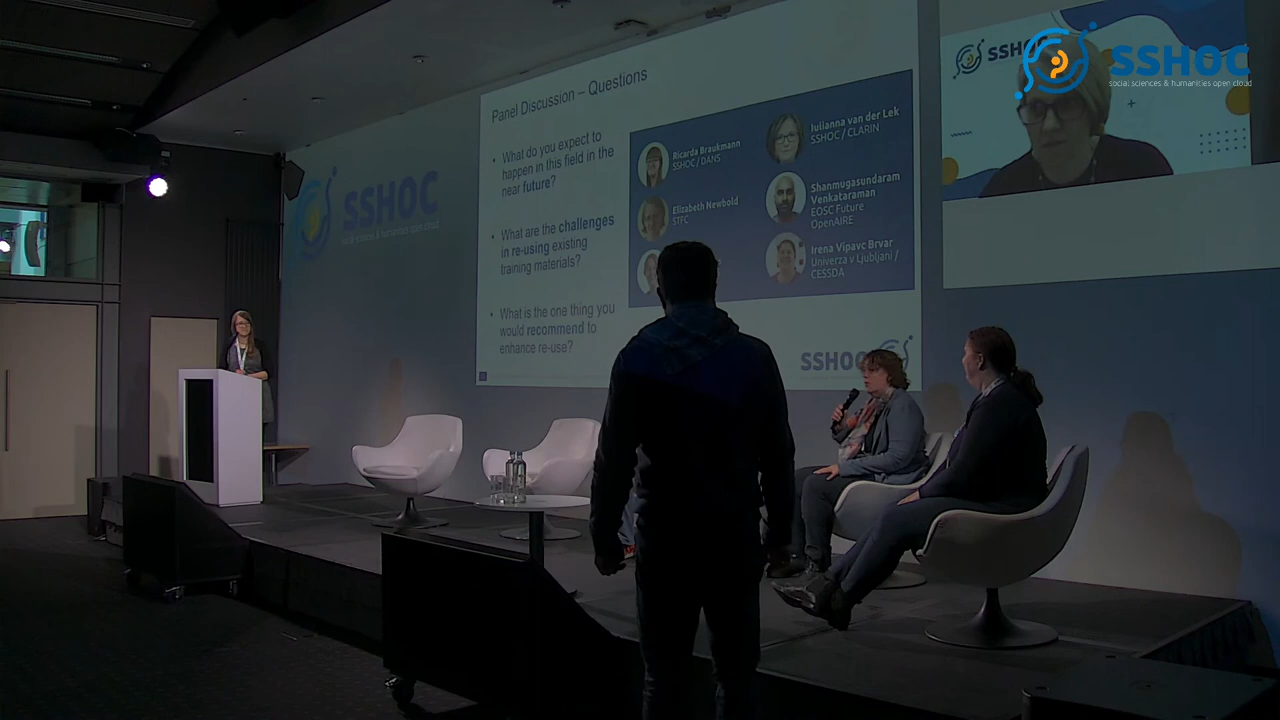 Panel Discussion – Questions
• What do you expect to
happen in this field in the
near future?
• What are the challenges
in re-using existing
training materials?
• What is the one thing you
would recommend to
enhance re-use?
Ricarda Braukmann
SSHOC / DANS
Elizabeth Newbold
STFC
Iulianna van der Lek
SSHOC / CLARIN
Shanmugasundaram
Venkataraman
EOSC Future
OpenAIRE
Irena Vipavc Brvar
Univerza v Ljubljani /
CESSDA
SSHOC
SSHOC
social sciences & humanities open cloud
SSHOC
SSHOC
social sciences & humanities open cloud